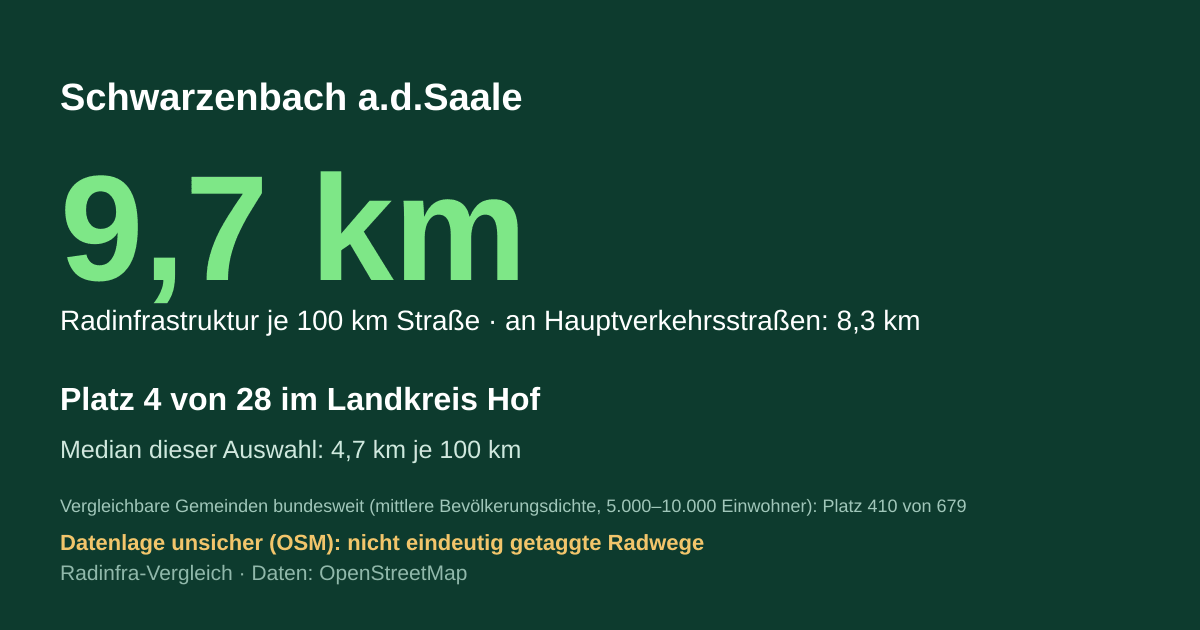 Schwarzenbach a.d.Saale
9,7 km
Radinfrastruktur je 100 km Straße · an Hauptverkehrsstraßen: 8,3 km
Platz 4 von 28 im Landkreis Hof
Median dieser Auswahl: 4,7 km je 100 km
Vergleichbare Gemeinden bundesweit (mittlere Bevölkerungsdichte, 5.000–10.000 Einwohner): Platz 410 von 679
Datenlage unsicher (OSM): nicht eindeutig getaggte Radwege
Radinfra-Vergleich · Daten: OpenStreetMap